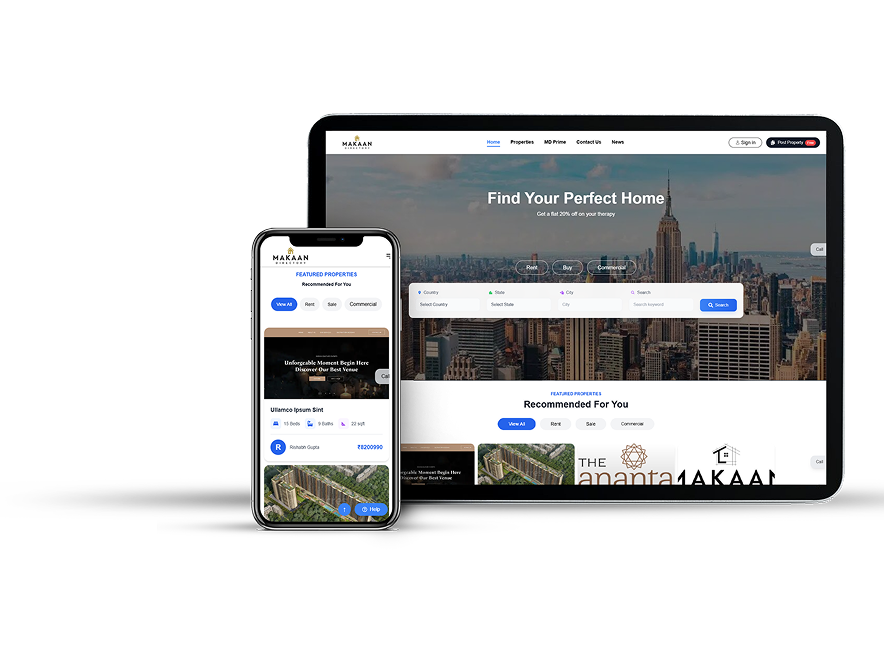 MAKAAN
DIRECTORY
Home Properties MD Prime Contact Us News
Sign in
Post Property Free
Find Your Perfect Home
Get a flat 20% off on your therapy
Rent Buy Commercial
Call
Country State City Search
Select Country Select State City Search keyword Search
FEATURED PROPERTIES
Recommended For You
View All Rent Sale Commercial
Call
orgeable Moment Begin Here
Discover Our Best Venue
THE
ananta
MAKAAN
MAKAAN
DIRECTORY
FEATURED PROPERTIES
Recommended For You
View All Rent Sale Commercial
Unforgeable Moment Begin Here
Discover Our Best Venue
Call
Ullamco Ipsum Sint
15 Beds 9 Baths 23 sqft
R Rishabh Gupta ₹8200990
↑ Help